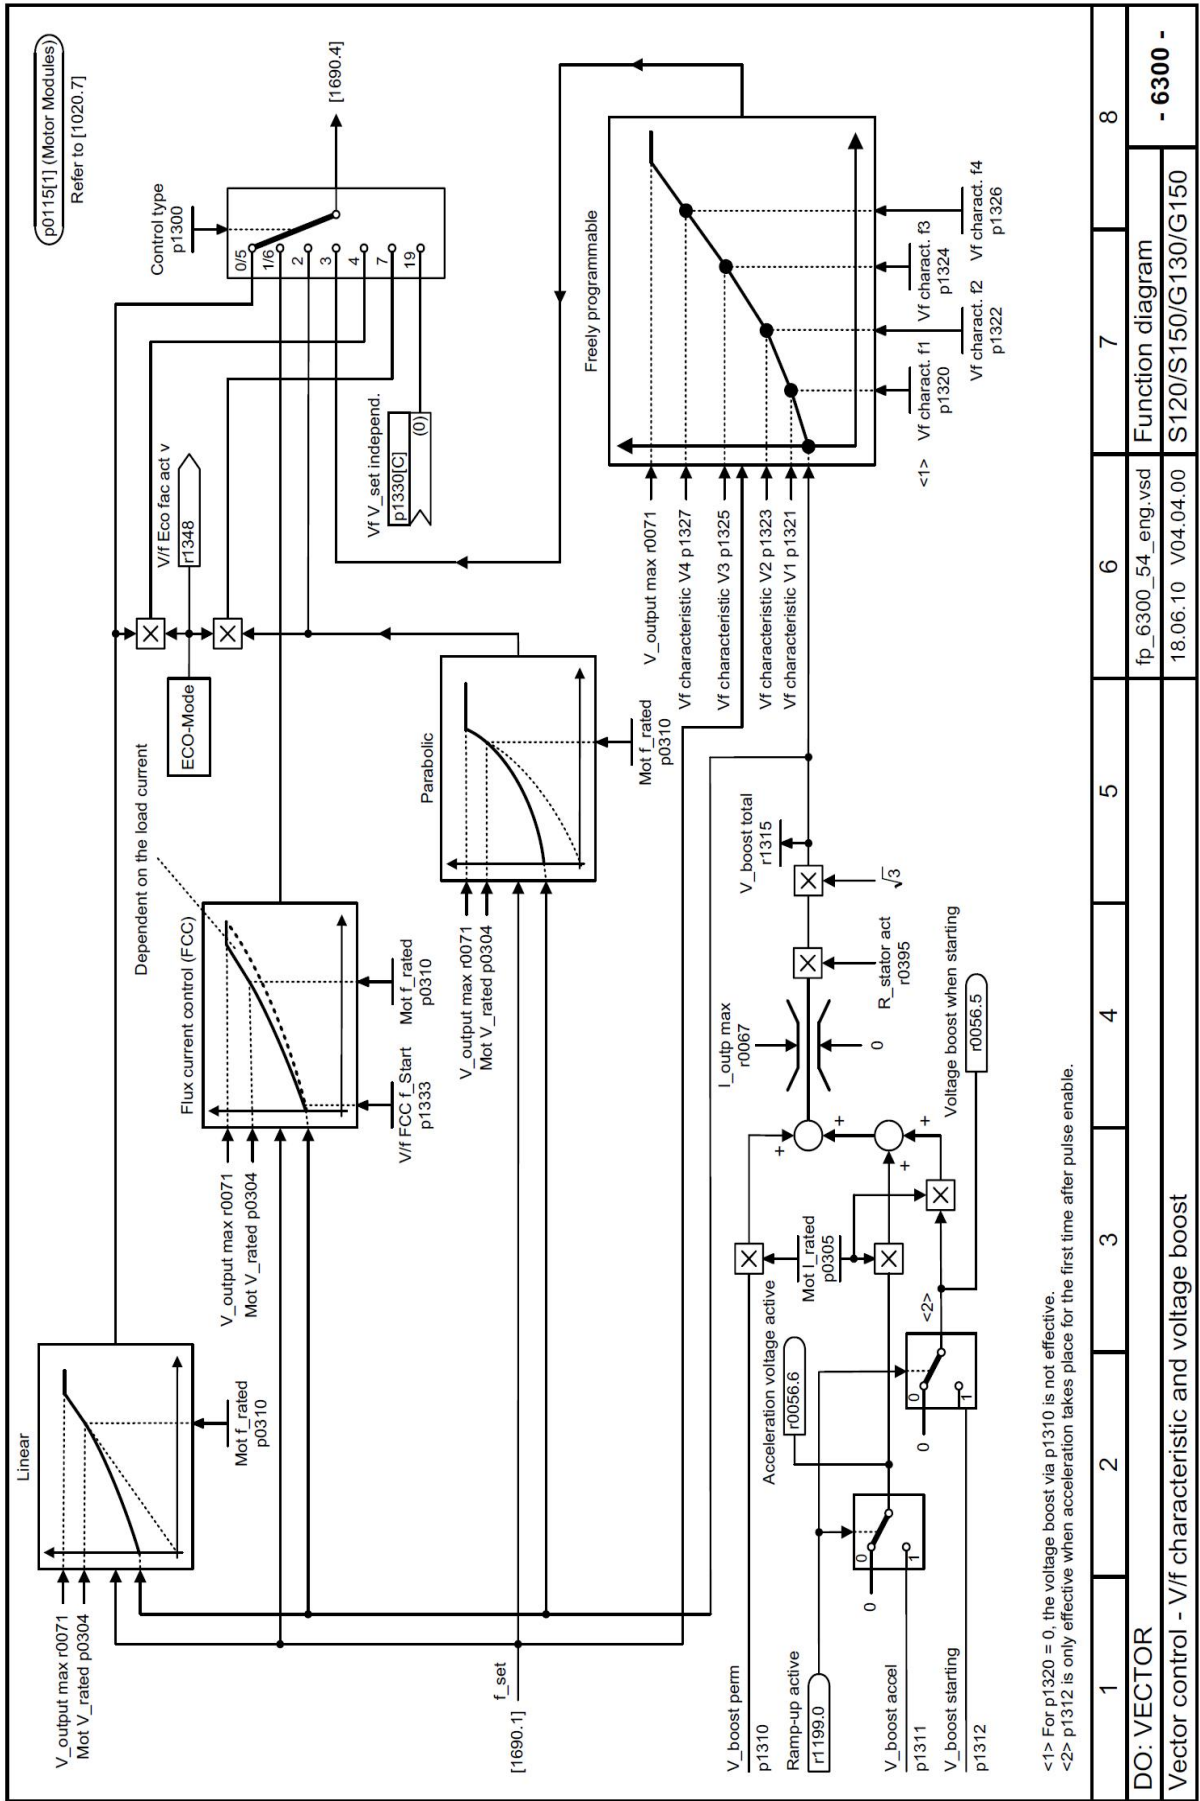 p0115[1] (Motor Modules)
Refer to [1020.7]
Linear
V_output max r0071
Mot V_rated p0304
Mot f_rated
p0310
Flux current control (FCC)
Dependent on the load current
V_output max r0071
Mot V_rated p0304
V/f FCC f_Start
p1333
Mot f_rated
p0310
Parabolic
V_output max r0071
Mot V_rated p0304
Mot f_rated
p0310
ECO-Mode
V/f Eco fac act v
r1348
Vf V_set independ.
p1330[C]
(0)
Control type
p1300
0/5
1/6
2
3
4
7
19
[1690.4]
[1690.1]
f_set
Freely programmable
V_output max r0071
Vf characteristic V4 p1327
Vf characteristic V3 p1325
Vf characteristic V2 p1323
Vf characteristic V1 p1321
<1>
Vf charact. f1
p1320
Vf charact. f2
p1322
Vf charact. f3
p1324
Vf charact. f4
p1326
V_boost perm
p1310
Ramp-up active
r1199.0
V_boost accel
p1311
V_boost starting
p1312
0
0
1
Acceleration voltage active
r0056.6
0
0
1
<2>
Mot I_rated
p0305
+
+
+
+
Voltage boost when starting
r0056.5
I_outp max
r0067
0
R_stator act
r0395
√3
V_boost total
r1315
<1> For p1320 = 0, the voltage boost via p1310 is not effective.
<2> p1312 is only effective when acceleration takes place for the first time after pulse enable.
1 2 3 4 5 6 7 8
DO: VECTOR
fp_6300_54_eng.vsd
Function diagram
- 6300 -
Vector control - V/f characteristic and voltage boost
18.06.10 V04.04.00
S120/S150/G130/G150